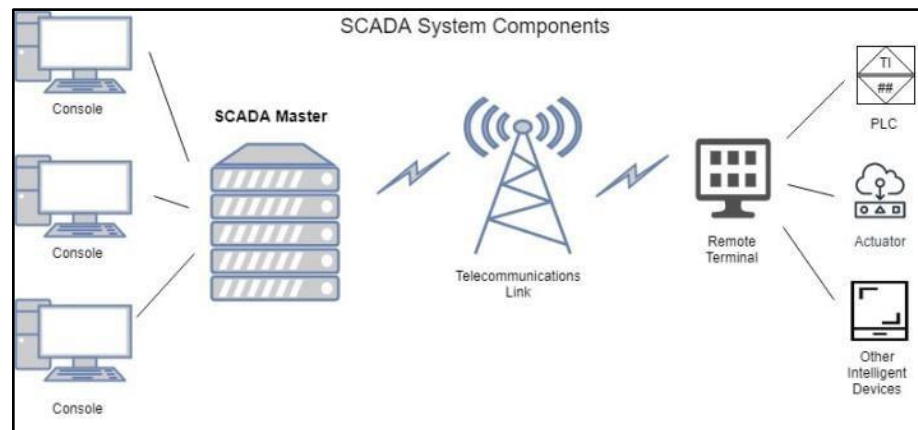 SCADA System Components
Console
Console
Console
SCADA Master
Telecommunications
Link
Remote
Terminal
TI
##
PLC
Actuator
Other
Intelligent
Devices